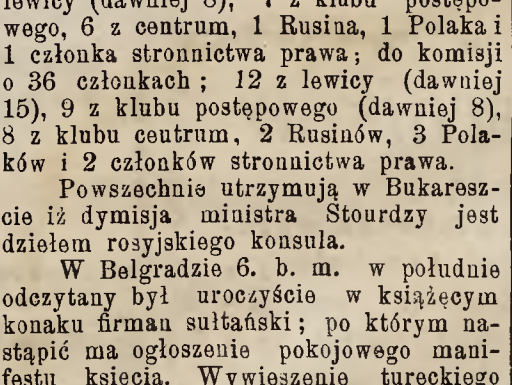 lewicy (dawniej 8), 7 z klubu postępo-
wego, 6 z centrum, 1 Rusina, 1 Polaka i
1 członka stronnictwa prawa; do komisji
o 36 członkach; 12 z lewicy (dawniej
15), 9 z klubu postępowego (dawniej 8),
8 z klubu centrum, 2 Rusinów, 3 Pola-
ków i 2 członków stronnictwa prawa.
Powszechnie utrzymują w Bukaresz-
cie iż dymisja ministra Stourdzy jest
dziełem rosyjskiego konsula.
W Belgradzie 6. b. m. w południe
odczytany był uroczyście w książęcym
konaku firman sułtański; po którym na-
stąpić ma ogłoszenie pokojowego mani-
festu księcia. Wywieszenie tureckiego